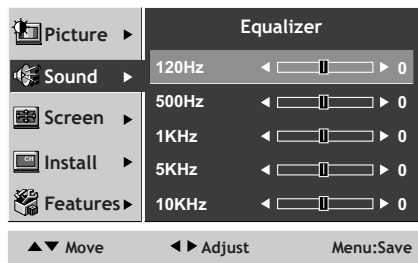 Picture
Sound
Screen
Install
Features
Equalizer
120Hz 0
500Hz 0
1KHz 0
5KHz 0
10KHz 0
▲▼ Move ◄► Adjust Menu:Save
CH